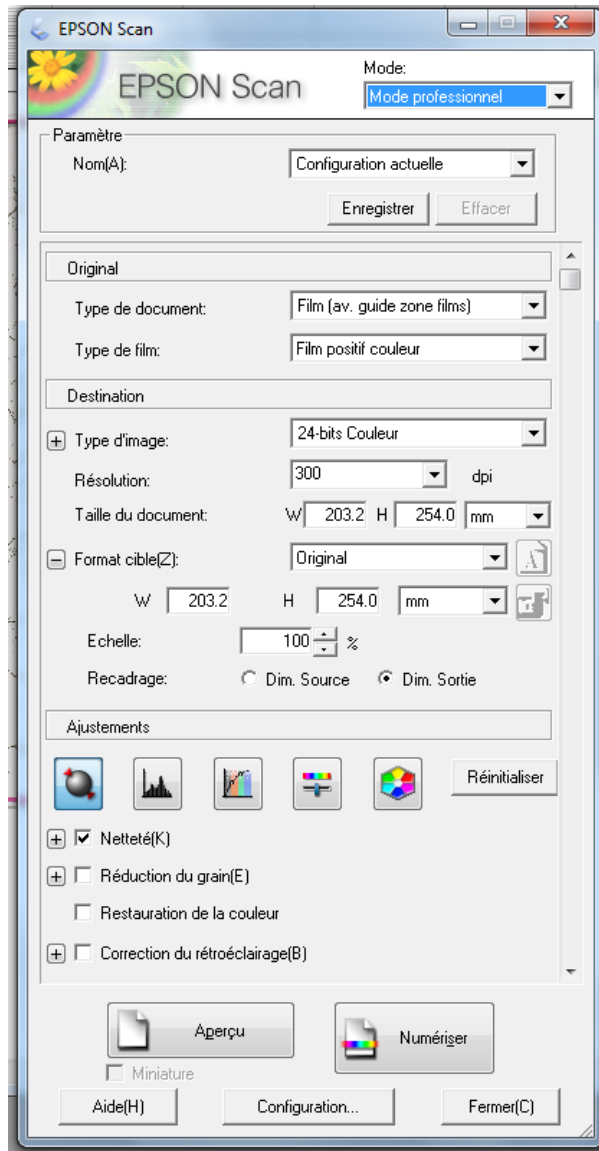 EPSON Scan
EPSON Scan
Mode:
Mode professionnel
Paramètre
Nom(A):
Configuration actuelle
Enregistrer
Effacer
Original
Type de document:
Film (av. guide zone films)
Type de film:
Film positif couleur
Destination
Type d'image:
24-bits Couleur
Résolution:
300
dpi
Taille du document:
W 203.2 H 254.0 mm
Format cible(Z):
Original
W 203.2 H 254.0 mm
Echelle:
100 %
Recadrage:
Dim. Source
Dim. Sortie
Ajustements
Réinitialiser
Netteté(K)
Réduction du grain(E)
Restauration de la couleur
Correction du rétroéclairage(B)
Aperçu
Numériser
Miniature
Aide(H)
Configuration...
Fermer(C)